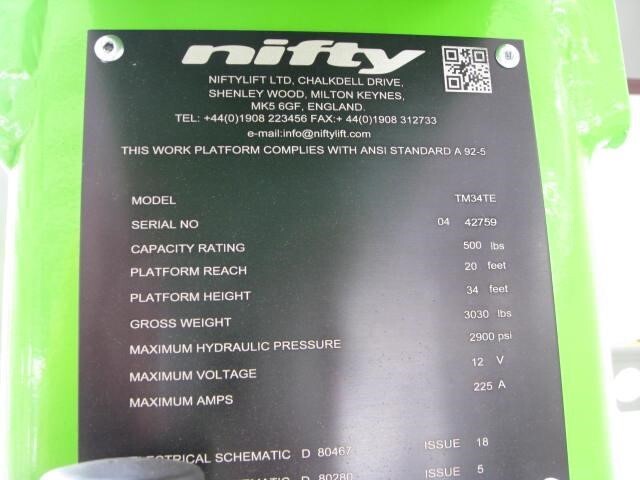 nifty
NIFTYLIFT LTD, CHALKDELL DRIVE,
SHENLEY WOOD, MILTON KEYNES,
MK5 6GF, ENGLAND.
TEL: +44(0)1908 223456 FAX:+ 44(0)1908 312733
e-mail:info@niftylift.com
THIS WORK PLATFORM COMPLIES WITH ANSI STANDARD A 92-5
MODEL TM34TE
SERIAL NO 04 42759
CAPACITY RATING 500 lbs
PLATFORM REACH 20 feet
PLATFORM HEIGHT 34 feet
GROSS WEIGHT 3030 lbs
MAXIMUM HYDRAULIC PRESSURE 2900 psi
MAXIMUM VOLTAGE 12 V
MAXIMUM AMPS 225 A
ELECTRICAL SCHEMATIC D 80467 ISSUE 18
D 80280 ISSUE 5